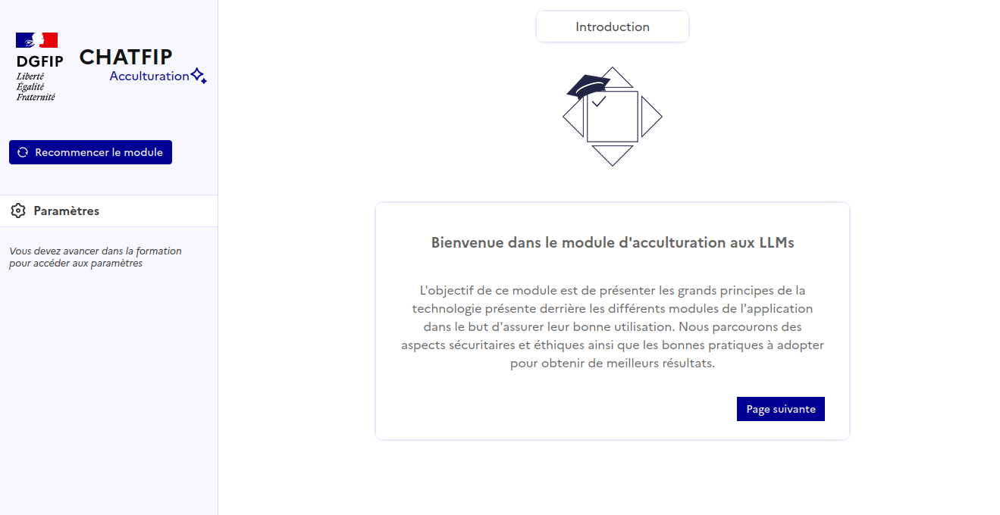 DGFIP
Liberté
Égalité
Fraternité
CHATFIP
Acculturation
Recommencer le module
Paramètres
Vous devez avancer dans la formation
pour accéder aux paramètres
Introduction
Bienvenue dans le module d'acculturation aux LLMs
L'objectif de ce module est de présenter les grands principes de la
technologie présente derrière les différents modules de l'application
dans le but d'assurer leur bonne utilisation. Nous parcourons des
aspects sécuritaires et éthiques ainsi que les bonnes pratiques à adopter
pour obtenir de meilleurs résultats.
Page suivante